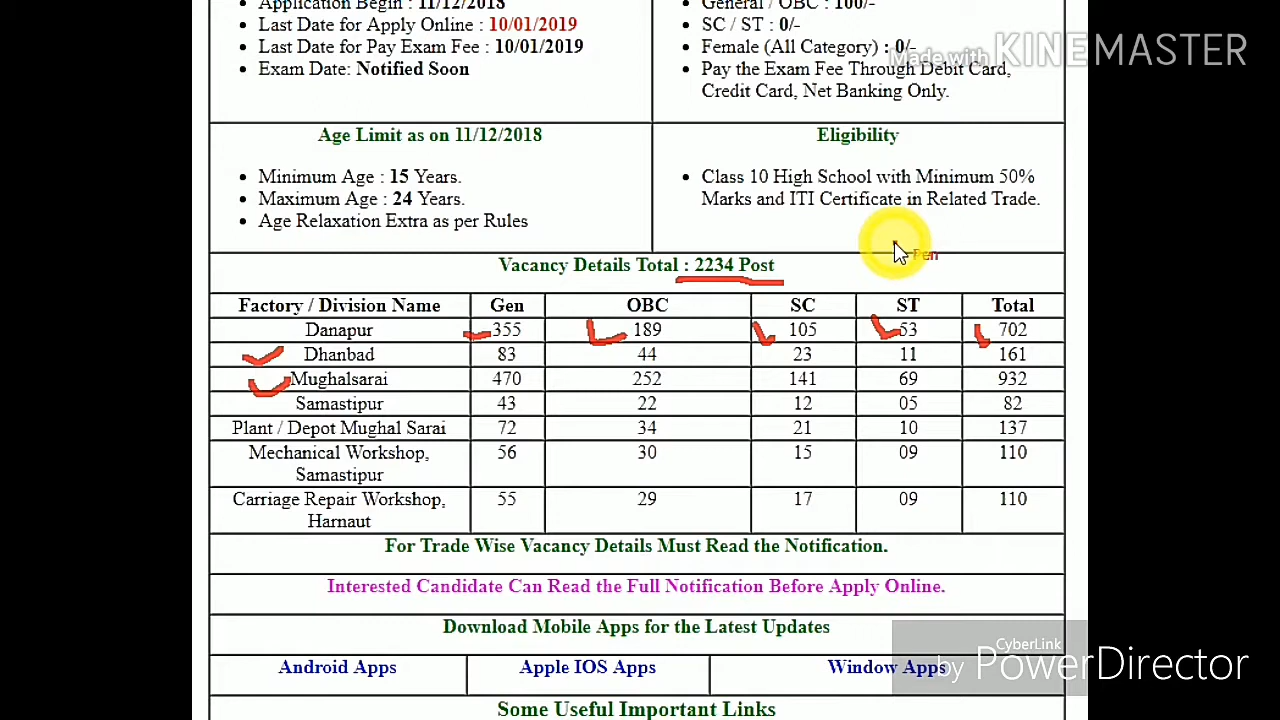 Application Begin : 11/12/2018
Last Date for Apply Online : 10/01/2019
Last Date for Pay Exam Fee : 10/01/2019
Exam Date: Notified Soon
General / OBC : 100/-
SC / ST : 0/-
Female (All Category) : 0/-
Pay the Exam Fee Through Debit Card,
Credit Card, Net Banking Only.
Made with KINEMASTER
Age Limit as on 11/12/2018
Minimum Age : 15 Years.
Maximum Age : 24 Years.
Age Relaxation Extra as per Rules
Eligibility
Class 10 High School with Minimum 50%
Marks and ITI Certificate in Related Trade.
Pen
Vacancy Details Total : 2234 Post
Factory / Division Name Gen OBC SC ST Total
Danapur 355 189 105 53 702
Dhanbad 83 44 23 11 161
Mughalsarai 470 252 141 69 932
Samastipur 43 22 12 05 82
Plant / Depot Mughal Sarai 72 34 21 10 137
Mechanical Workshop, 56 30 15 09 110
Samastipur
Carriage Repair Workshop, 55 29 17 09 110
Harnaut
For Trade Wise Vacancy Details Must Read the Notification.
Interested Candidate Can Read the Full Notification Before Apply Online.
Download Mobile Apps for the Latest Updates
Android Apps Apple IOS Apps Window Apps
CyberLink
by PowerDirector
Some Useful Important Links